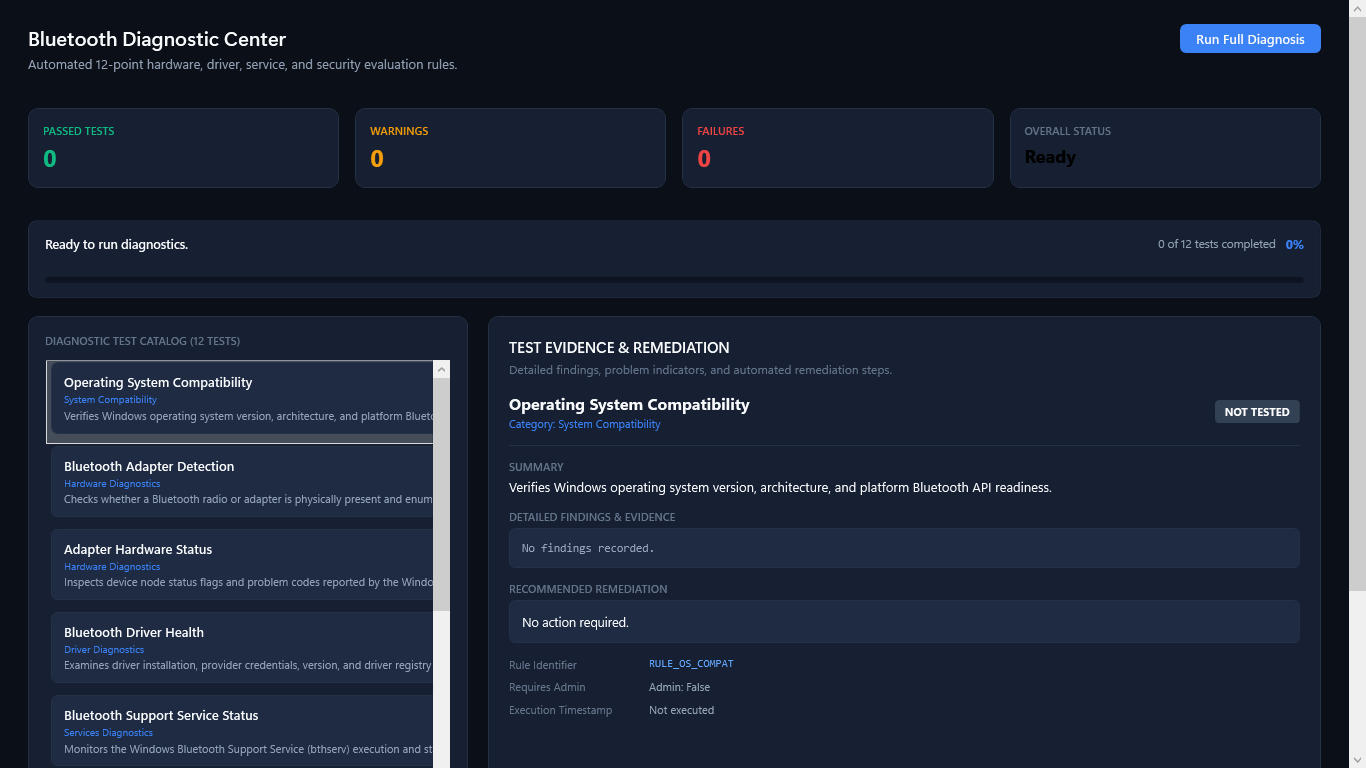 Bluetooth Diagnostic Center
Automated 12-point hardware, driver, service, and security evaluation rules.
Run Full Diagnosis
PASSED TESTS
0
WARNINGS
0
FAILURES
0
OVERALL STATUS
Ready
Ready to run diagnostics.
0 of 12 tests completed 0%
DIAGNOSTIC TEST CATALOG (12 TESTS)
Operating System Compatibility
System Compatibility
Verifies Windows operating system version, architecture, and platform Blueto
Bluetooth Adapter Detection
Hardware Diagnostics
Checks whether a Bluetooth radio or adapter is physically present and enum
Adapter Hardware Status
Hardware Diagnostics
Inspects device node status flags and problem codes reported by the Windo
Bluetooth Driver Health
Driver Diagnostics
Examines driver installation, provider credentials, version, and driver registry
Bluetooth Support Service Status
Services Diagnostics
Monitors the Windows Bluetooth Support Service (bthserv) execution and st
TEST EVIDENCE & REMEDIATION
Detailed findings, problem indicators, and automated remediation steps.
Operating System Compatibility
Category: System Compatibility
NOT TESTED
SUMMARY
Verifies Windows operating system version, architecture, and platform Bluetooth API readiness.
DETAILED FINDINGS & EVIDENCE
No findings recorded.
RECOMMENDED REMEDIATION
No action required.
Rule Identifier RULE_OS_COMPAT
Requires Admin Admin: False
Execution Timestamp Not executed